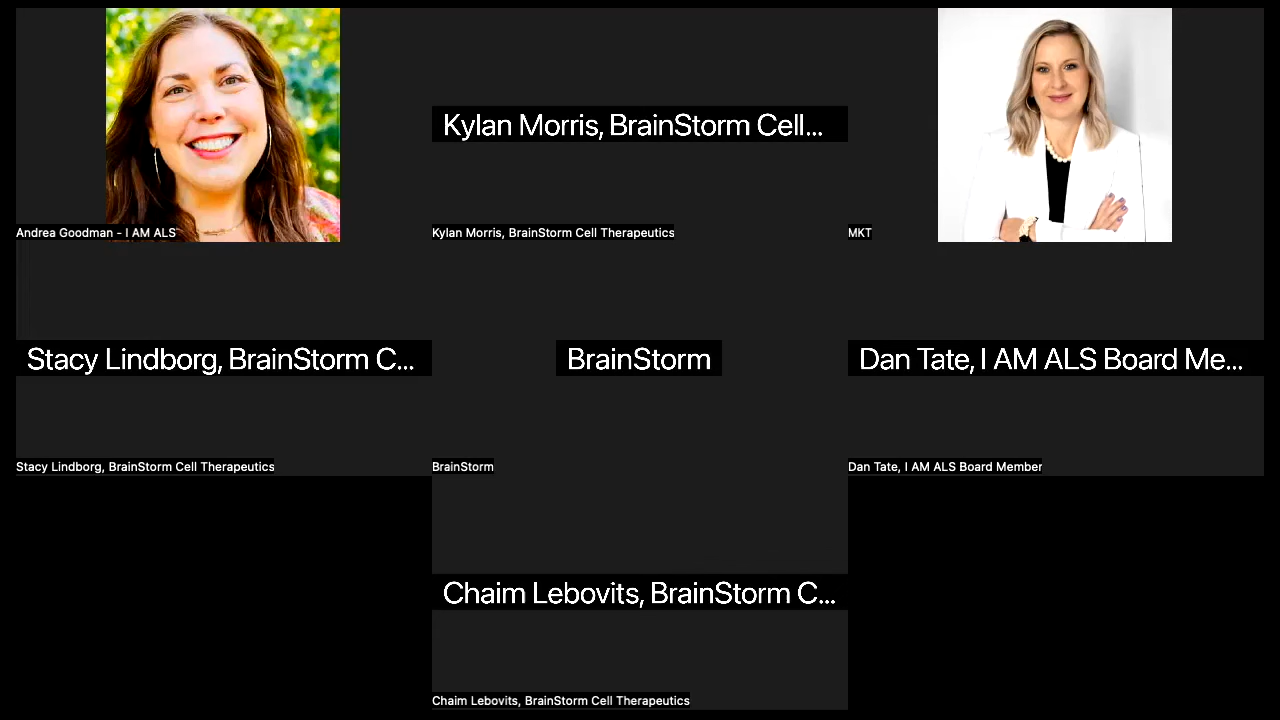 Kylan Morris, BrainStorm Cell...
Andrea Goodman - I AM ALS
Kylan Morris, BrainStorm Cell Therapeutics
MKT
Stacy Lindborg, BrainStorm C...
BrainStorm
Dan Tate, I AM ALS Board Me...
Stacy Lindborg, BrainStorm Cell Therapeutics
BrainStorm
Dan Tate, I AM ALS Board Member
Chaim Lebovits, BrainStorm C...
Chaim Lebovits, BrainStorm Cell Therapeutics